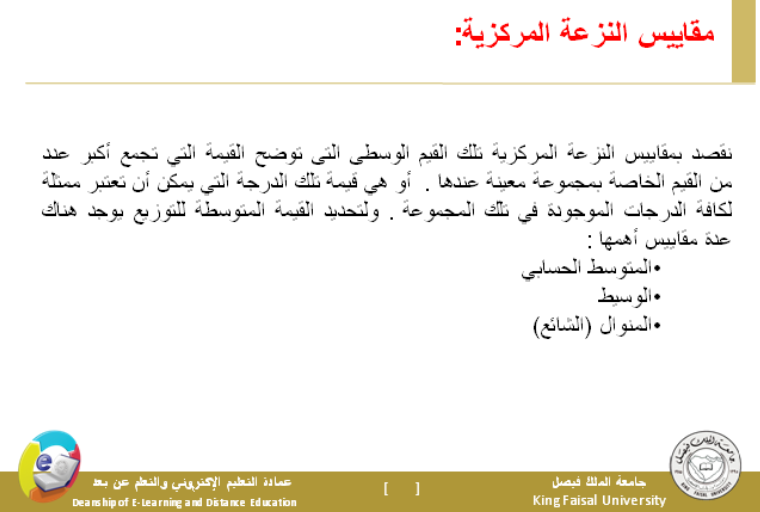 مقاييس النزعة المركزية:
نقصد بمقاييس النزعة المركزية تلك القيم الوسطى التى توضح القيمة التي تجمع أكبر عدد
من القيم الخاصة بمجموعة معينة عندها . أو هي قيمة تلك الدرجة التي يمكن أن تعتبر ممثلة
لكافة الدرجات الموجودة في تلك المجموعة . ولتحديد القيمة المتوسطة للتوزيع يوجد هناك
عدة مقاييس أهمها :
•المتوسط الحسابي
•الوسيط
•المنوال (الشائع)
جامعة الملك فيصل
King Faisal University
[ ]
عمادة التعليم الإلكتروني والتعلم عن بعد
Deanship of E-Learning and Distance Education